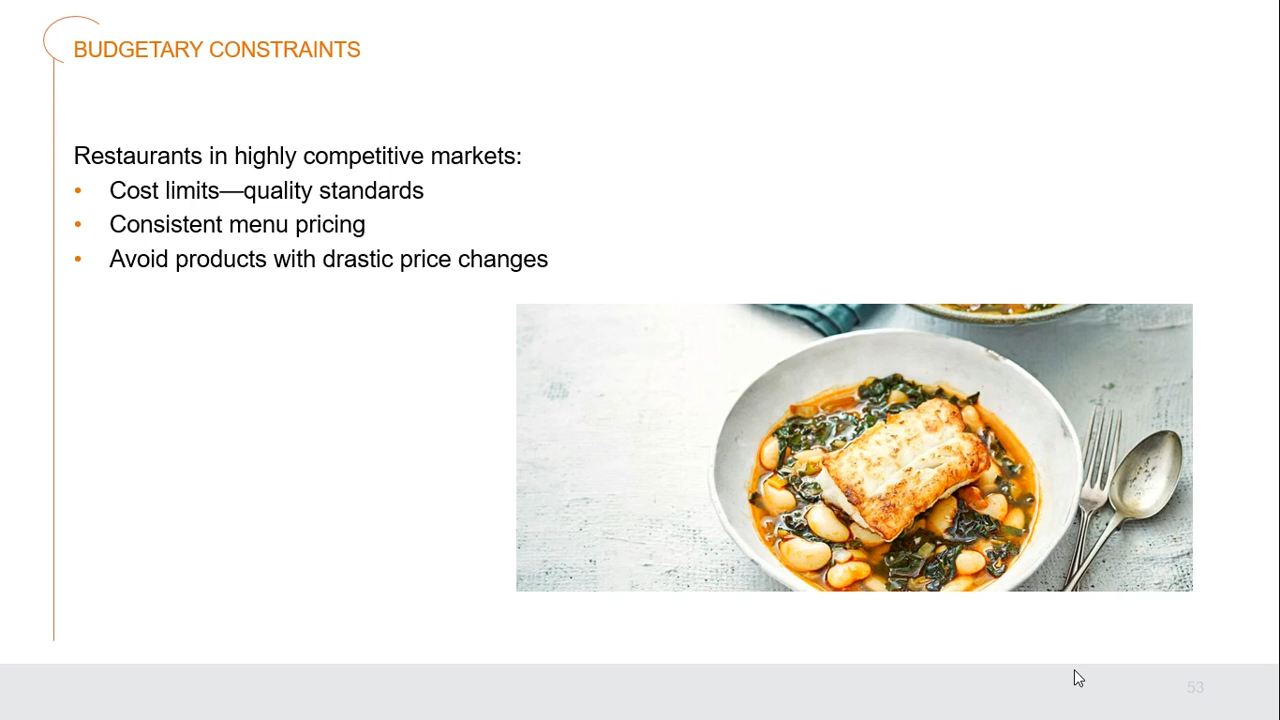 BUDGETARY CONSTRAINTS
Restaurants in highly competitive markets:
• Cost limits—quality standards
• Consistent menu pricing
• Avoid products with drastic price changes
53